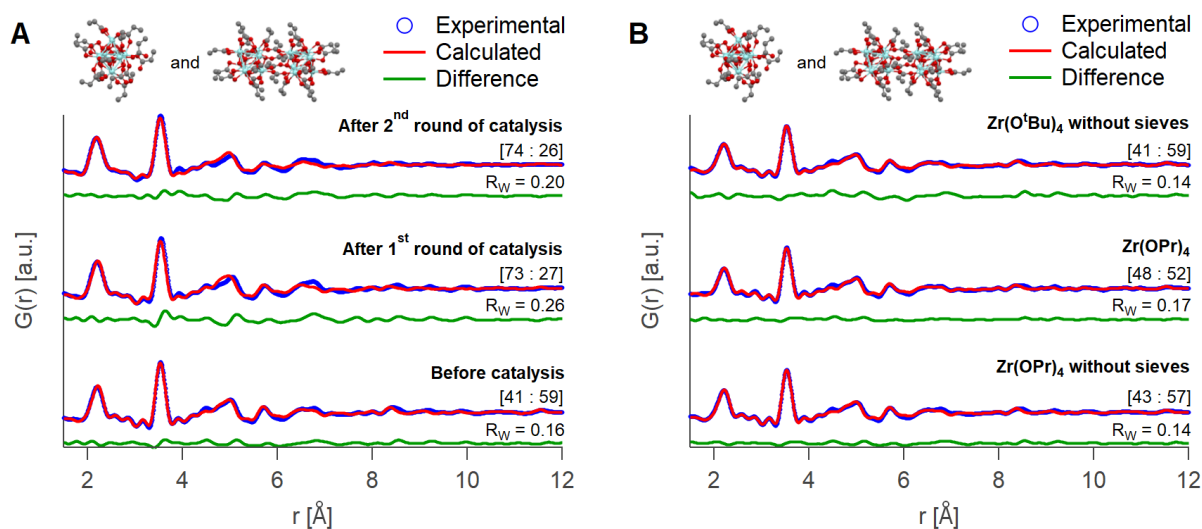 A
and
Experimental
Calculated
Difference
After 2nd round of catalysis
[74 : 26]
RW = 0.20
After 1st round of catalysis
[73 : 27]
RW = 0.26
Before catalysis
[41 : 59]
RW = 0.16
G(r) [a.u.]
2 4 6 8 10 12
r [Å]
B
and
Experimental
Calculated
Difference
Zr(OtBu)4 without sieves
[41 : 59]
RW = 0.14
Zr(OPr)4
[48 : 52]
RW = 0.17
Zr(OPr)4 without sieves
[43 : 57]
RW = 0.14
G(r) [a.u.]
2 4 6 8 10 12
r [Å]